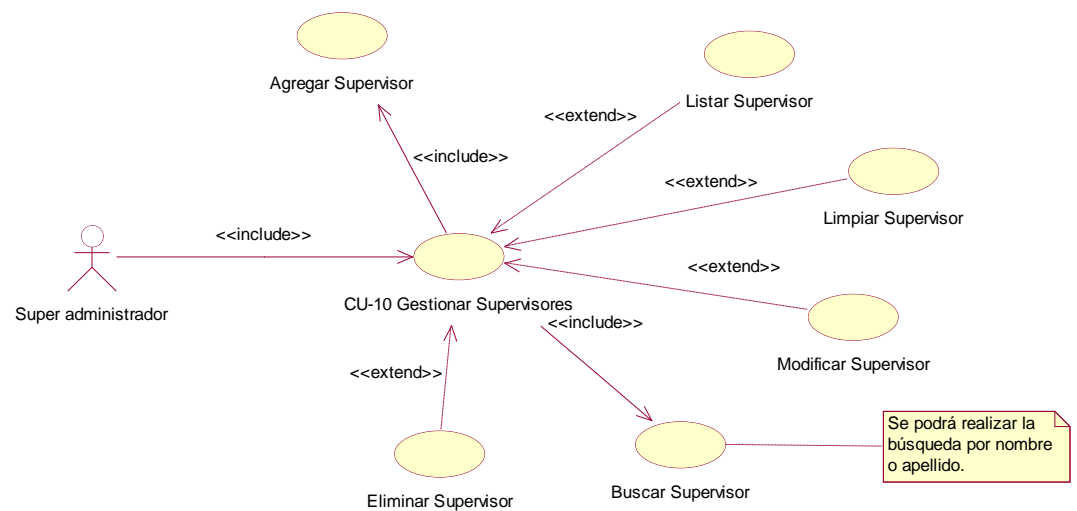 Agregar Supervisor
Listar Supervisor
<<extend>>
<<include>>
<<extend>>
Limpiar Supervisor
<<include>>
<<extend>>
Super administrador
CU-10 Gestionar Supervisores
<<include>>
Modificar Supervisor
<<extend>>
Se podrá realizar la
búsqueda por nombre
o apellido.
Eliminar Supervisor
Buscar Supervisor